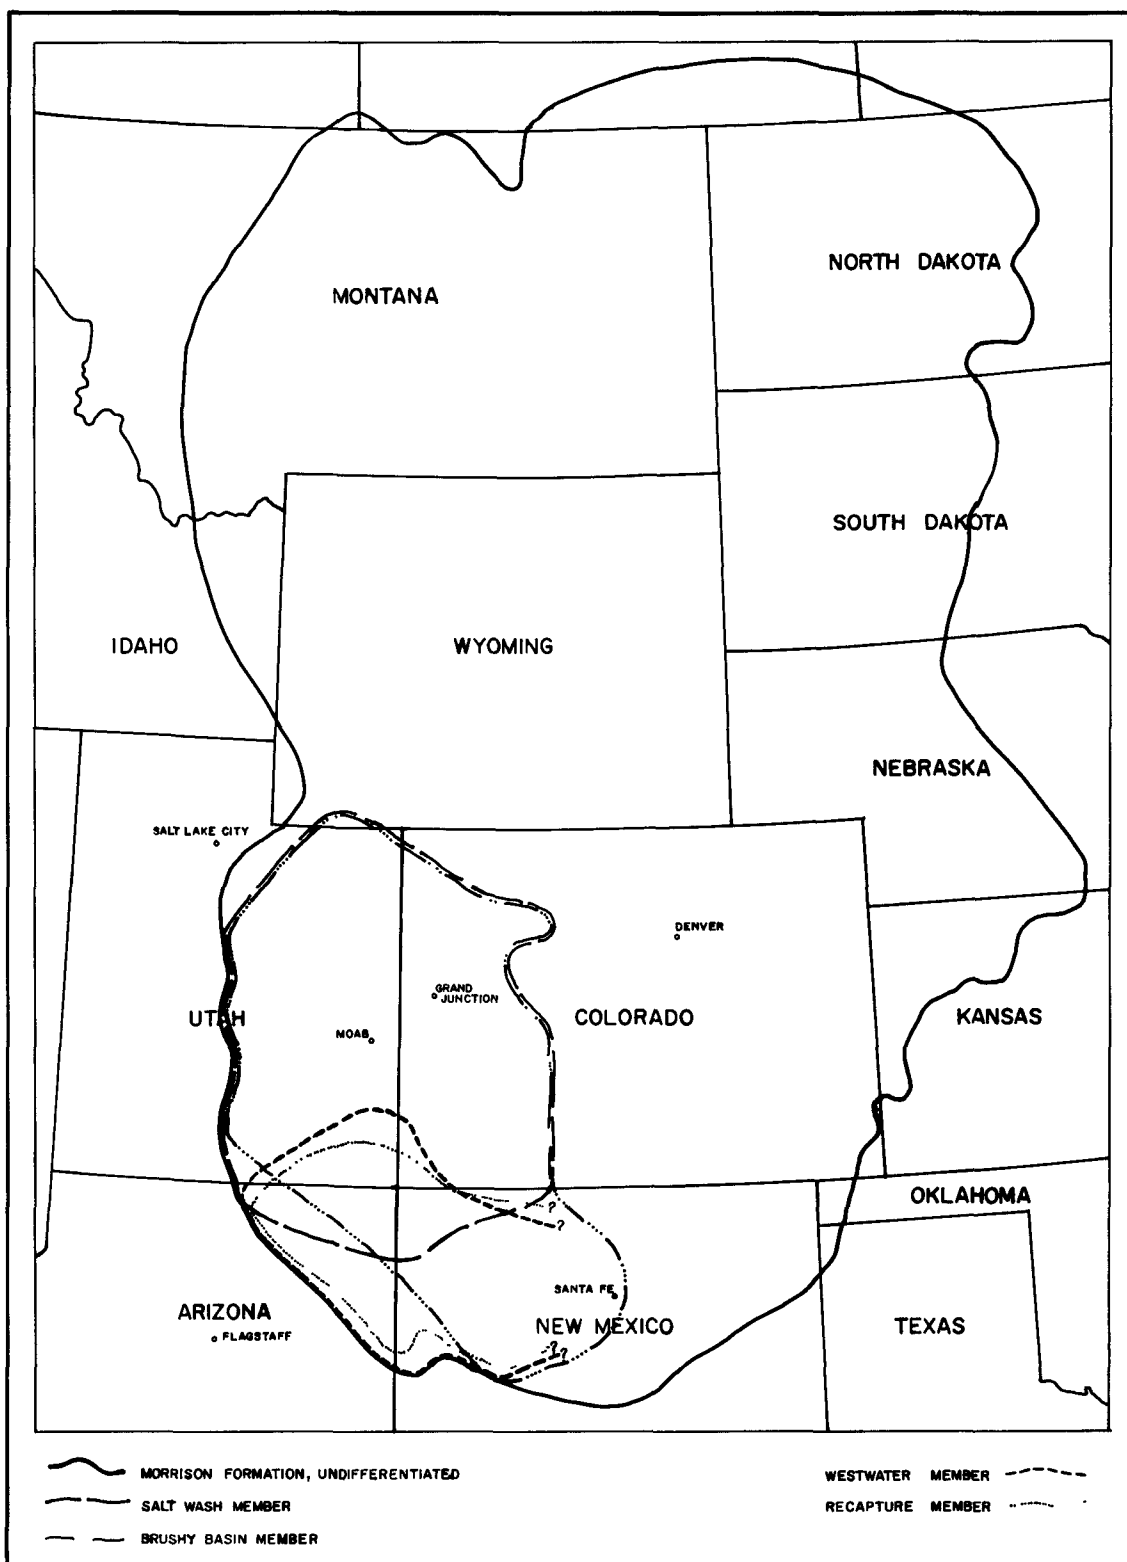 MONTANA
NORTH DAKOTA
SOUTH DAKOTA
IDAHO
WYOMING
NEBRASKA
SALT LAKE CITY
DENVER
GRAND
JUNCTION
UTAH
COLORADO
KANSAS
MOAB
OKLAHOMA
?
?
SANTA FE
ARIZONA
FLAGSTAFF
NEW MEXICO
TEXAS
?
?
MORRISON FORMATION, UNDIFFERENTIATED
SALT WASH MEMBER
BRUSHY BASIN MEMBER
WESTWATER MEMBER
RECAPTURE MEMBER